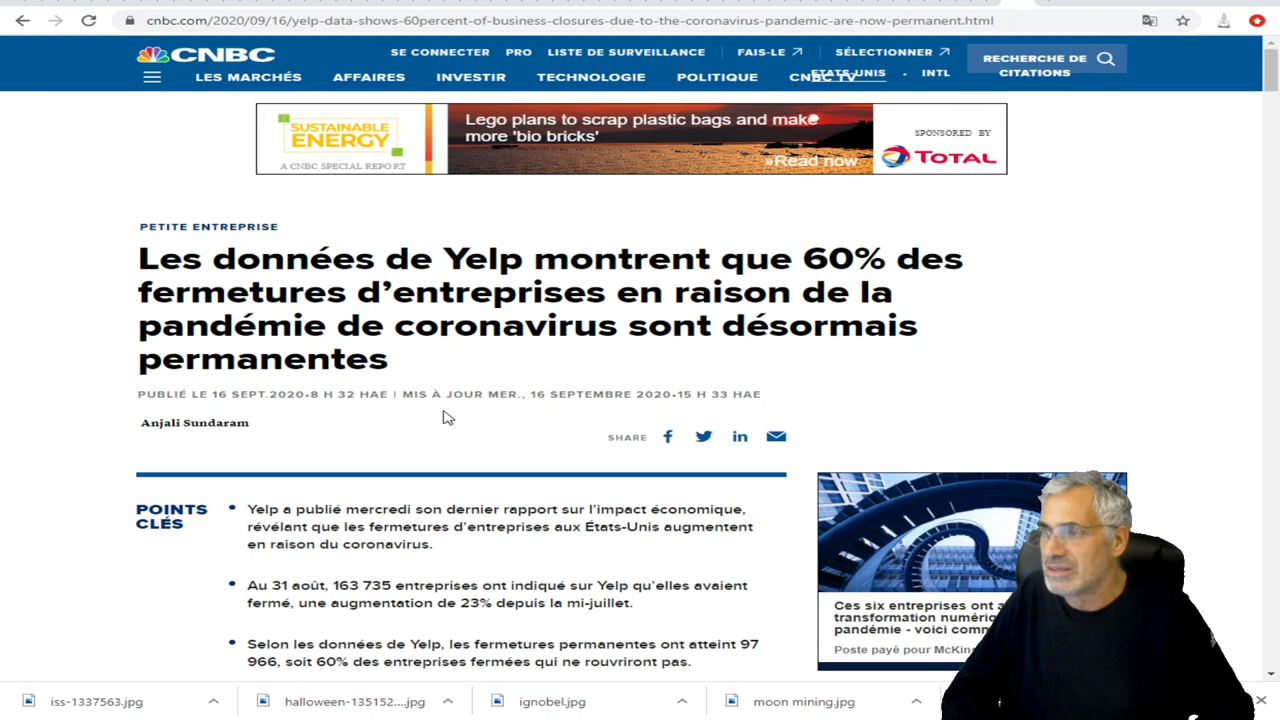 cnbc.com/2020/09/16/yelp-data-shows-60percent-of-business-closures-due-to-the-coronavirus-pandemic-are-now-permanent.html
CNBC
SE CONNECTER PRO LISTE DE SURVEILLANCE FAIS-LE SÉLECTIONNER
RECHERCHE DE CITATIONS
LES MARCHÉS AFFAIRES INVESTIR TECHNOLOGIE POLITIQUE CNBC TV
ETATS-UNIS · INTL
SUSTAINABLE
ENERGY
A CNBC SPECIAL REPORT
Lego plans to scrap plastic bags and make
more 'bio bricks'
»Read now
SPONSORED BY
TOTAL
PETITE ENTREPRISE
Les données de Yelp montrent que 60% des
fermetures d’entreprises en raison de la
pandémie de coronavirus sont désormais
permanentes
PUBLIÉ LE 16 SEPT.2020•8 H 32 HAE | MIS À JOUR MER., 16 SEPTEMBRE 2020•15 H 33 HAE
Anjali Sundaram
SHARE
POINTS
CLÉS
• Yelp a publié mercredi son dernier rapport sur l’impact économique,
révélant que les fermetures d’entreprises aux États-Unis augmentent
en raison du coronavirus.
• Au 31 août, 163 735 entreprises ont indiqué sur Yelp qu’elles avaient
fermé, une augmentation de 23% depuis la mi-juillet.
• Selon les données de Yelp, les fermetures permanentes ont atteint 97
966, soit 60% des entreprises fermées qui ne rouvriront pas.
Ces six entreprises ont
transformation
pandémie - voici
Poste payé pour
iss-1337563.jpg
halloween-135152....jpg
ignobel.jpg
moon mining.jpg